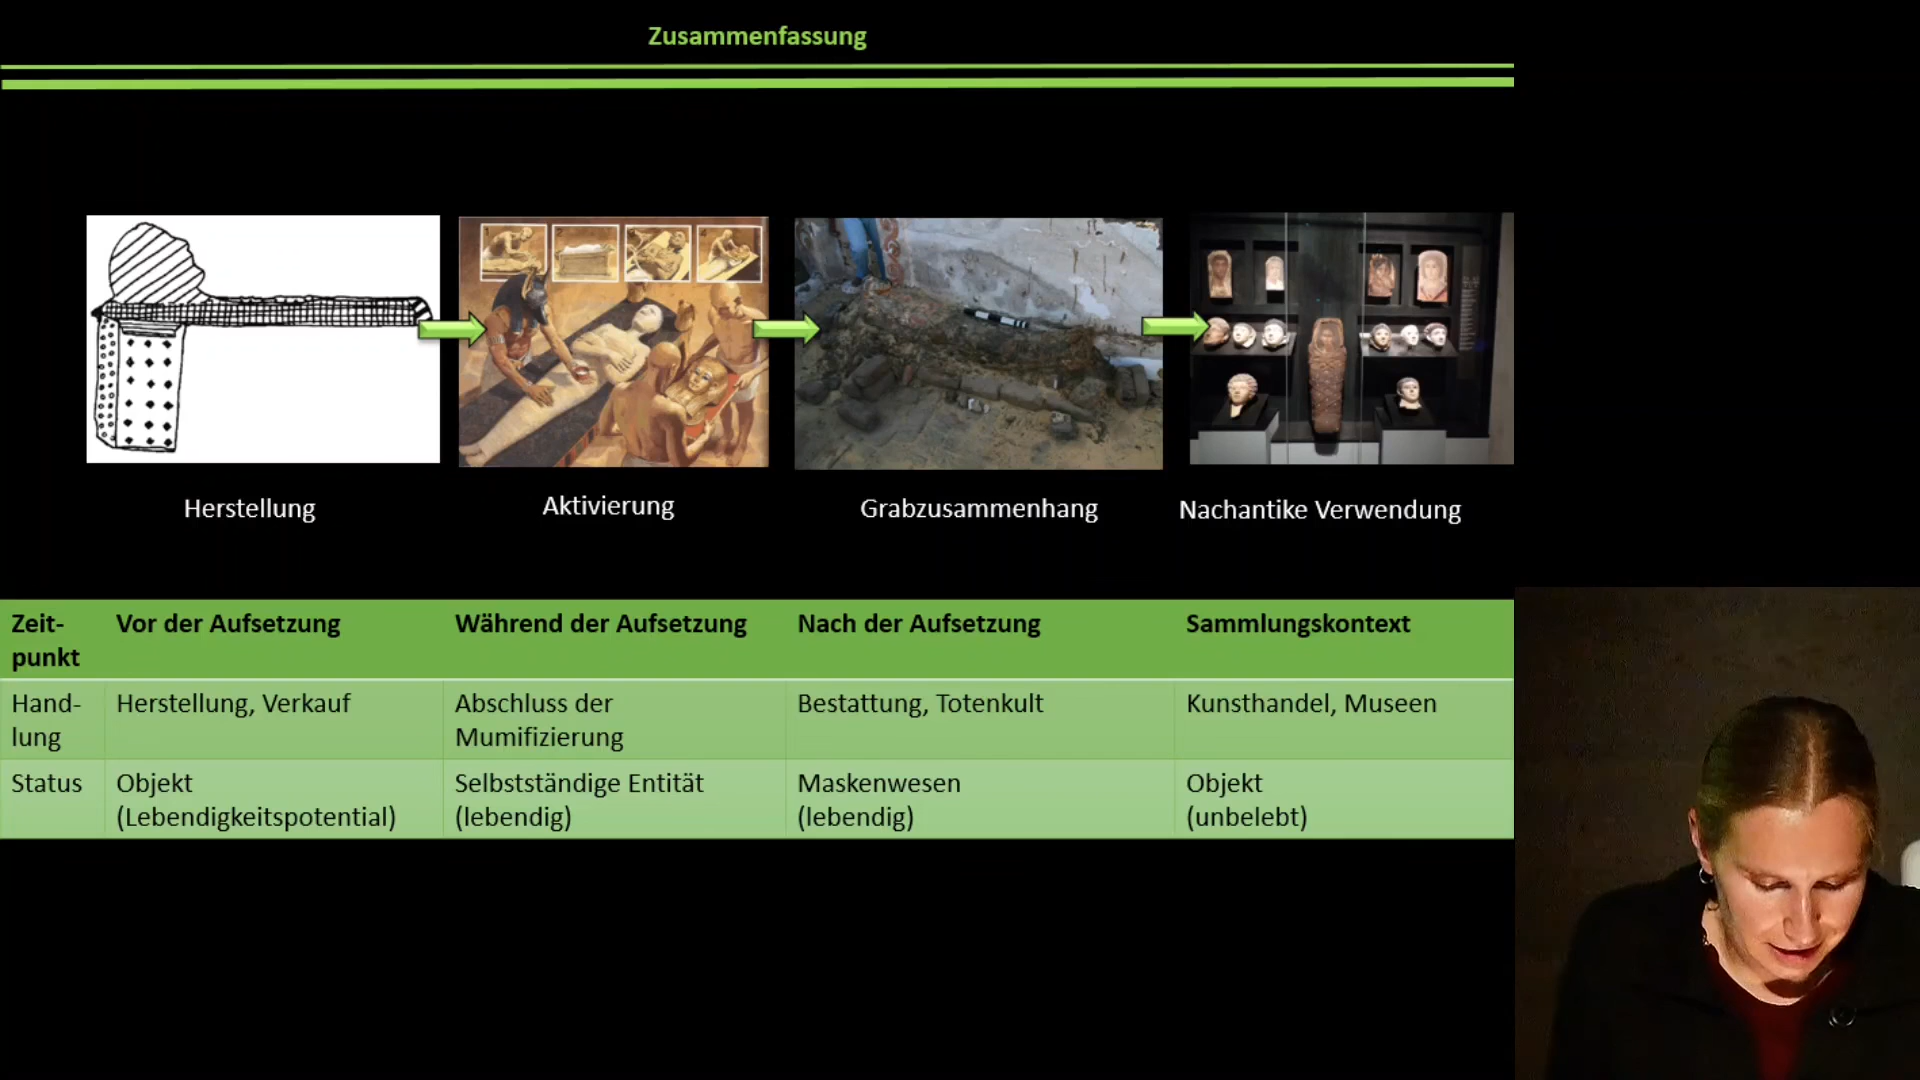 Zusammenfassung
Herstellung
Aktivierung
Grabzusammenhang
Nachantike Verwendung
Zeit-
punkt
Vor der Aufsetzung
Während der Aufsetzung
Nach der Aufsetzung
Sammlungskontext
Hand-
lung
Herstellung, Verkauf
Abschluss der
Mumifizierung
Bestattung, Totenkult
Kunsthandel, Museen
Status
Objekt
(Lebendigkeitspotential)
Selbstständige Entität
(lebendig)
Maskenwesen
(lebendig)
Objekt
(unbelebt)